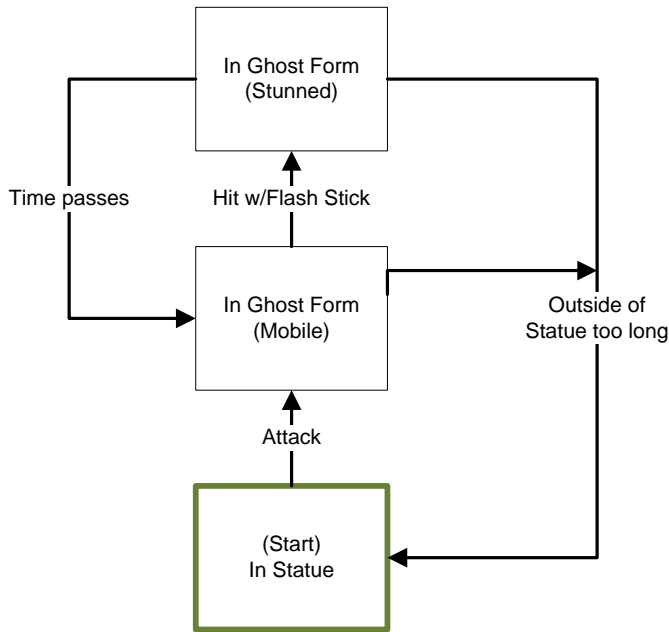 In Ghost Form
(Stunned)
Time passes
Hit w/Flash Stick
In Ghost Form
(Mobile)
Outside of
Statue too long
Attack
(Start)
In Statue